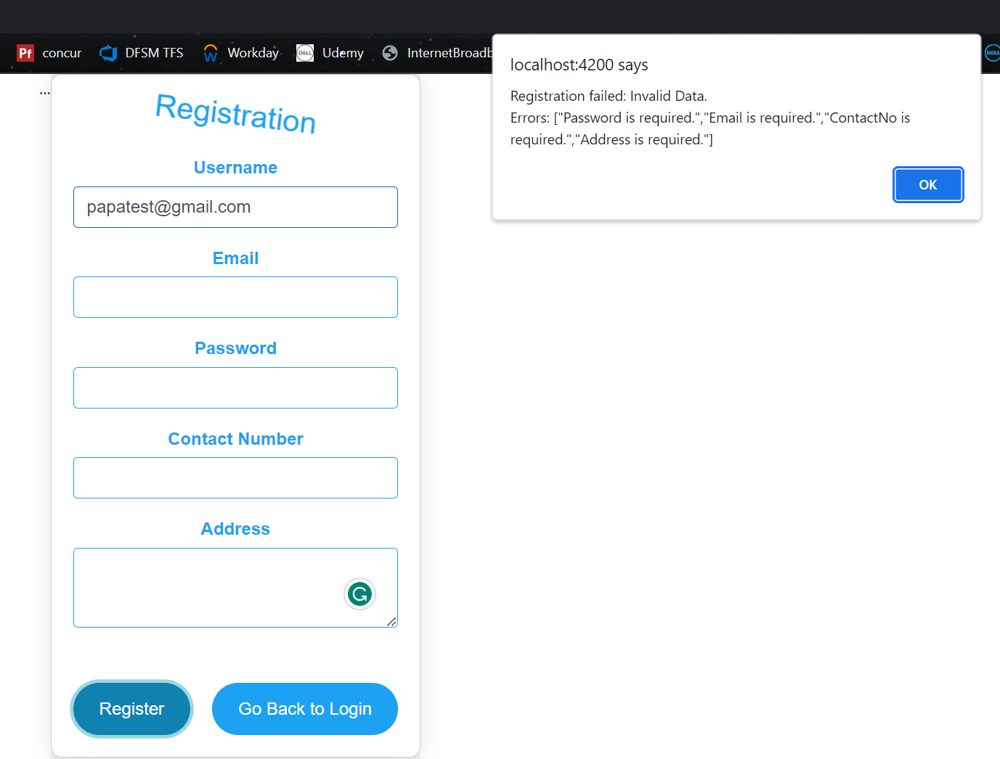 Pf concur DFSM TFS Workday DELL Udemy InternetBroadb DELL
localhost:4200 says
Registration failed: Invalid Data.
Errors: ["Password is required.","Email is required.","ContactNo is
required.","Address is required."]
OK
...
Registration
Username
papatest@gmail.com
Email
Password
Contact Number
Address
Register Go Back to Login